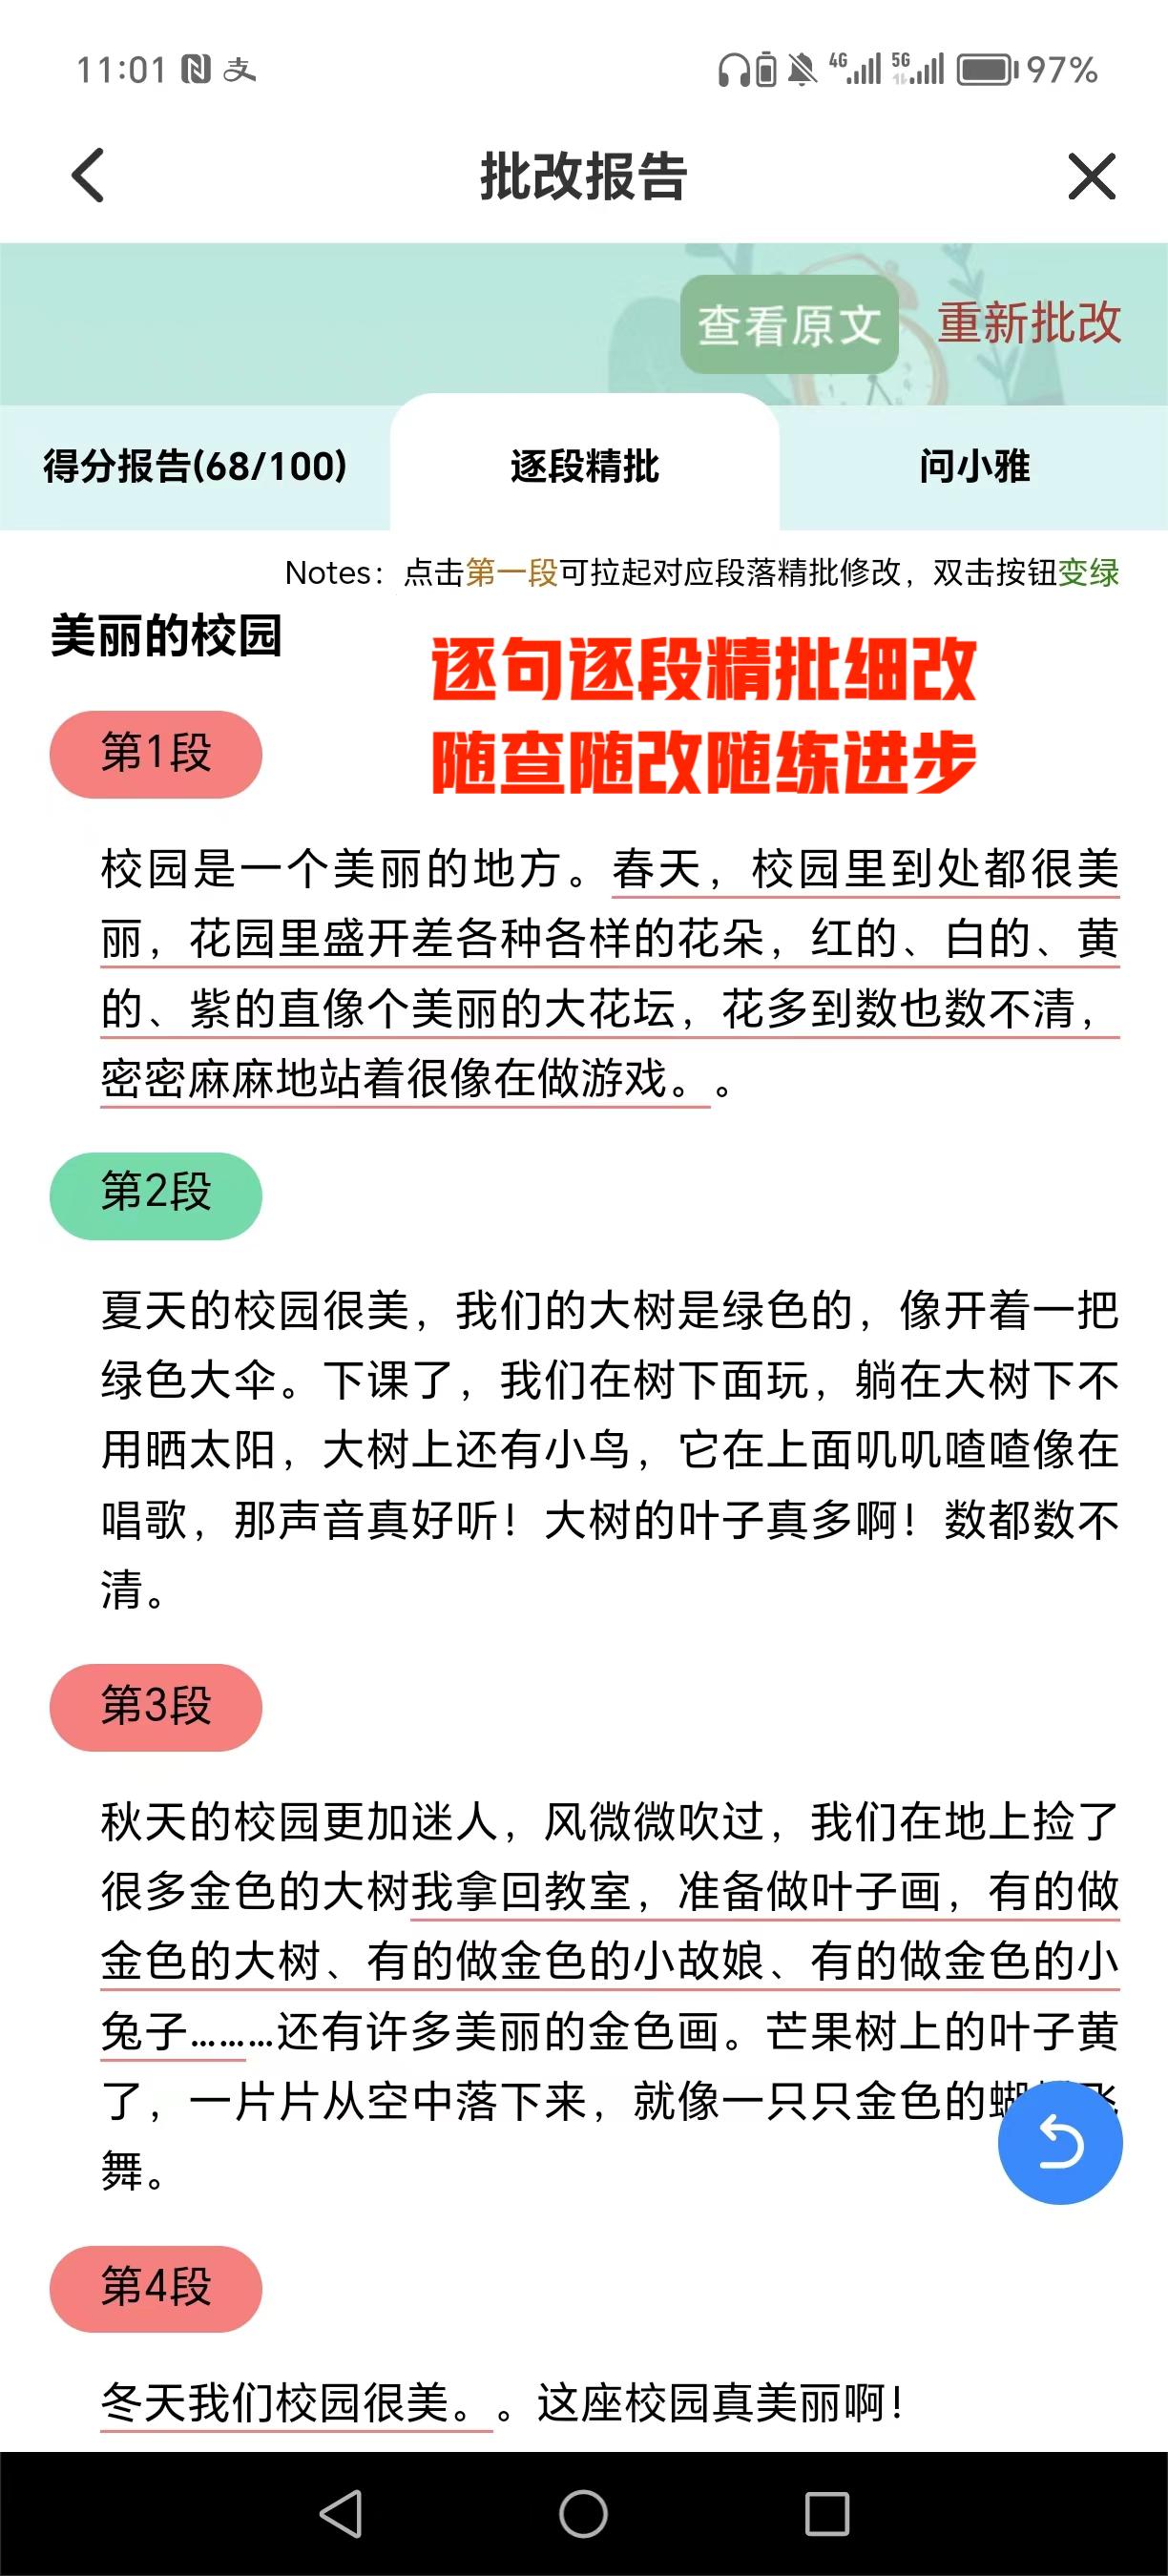 11:01 支 4G 5G 97%
批改报告
查看原文 重新批改
得分报告(68/100) 逐段精批 问小雅
Notes：点击第一段可拉起对应段落精批修改，双击按钮变绿
美丽的校园
逐句逐段精批细改
随查随改随练进步
第1段
校园是一个美丽的地方。春天，校园里到处都很美
丽，花园里盛开差各种各样的花朵，红的、白的、黄
的、紫的直像个美丽的大花坛，花多到数也数不清，
密密麻麻地站着很像在做游戏。。
第2段
夏天的校园很美，我们的大树是绿色的，像开着一把
绿色大伞。下课了，我们在树下面玩，躺在大树下不
用晒太阳，大树上还有小鸟，它在上面叽叽喳喳像在
唱歌，那声音真好听！大树的叶子真多啊！数都数不
清。
第3段
秋天的校园更加迷人，风微微吹过，我们在地上捡了
很多金色的大树我拿回教室，准备做叶子画，有的做
金色的大树、有的做金色的小故娘、有的做金色的小
兔子………还有许多美丽的金色画。芒果树上的叶子黄
了，一片片从空中落下来，就像一只只金色的
舞。
第4段
冬天我们校园很美。。这座校园真美丽啊！